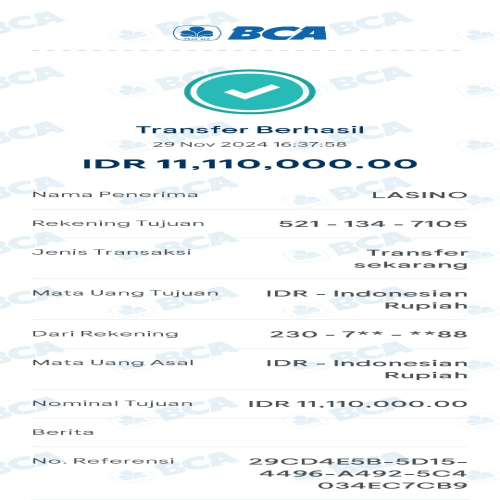 BCA
Transfer Berhasil
29 Nov 2024 16:37:58
IDR 11,110,000.00
Nama Penerima LASINO
Rekening Tujuan 521 - 134 - 7105
Jenis Transaksi Transfer
sekarang
Mata Uang Tujuan IDR - Indonesian
Rupiah
Dari Rekening 230 - 7** - **88
Mata Uang Asal IDR - Indonesian
Rupiah
Nominal Tujuan IDR 11,110,000.00
Berita
No. Referensi 29CD4E5B-5D15-
4496-A492-5C4
034EC7CB9